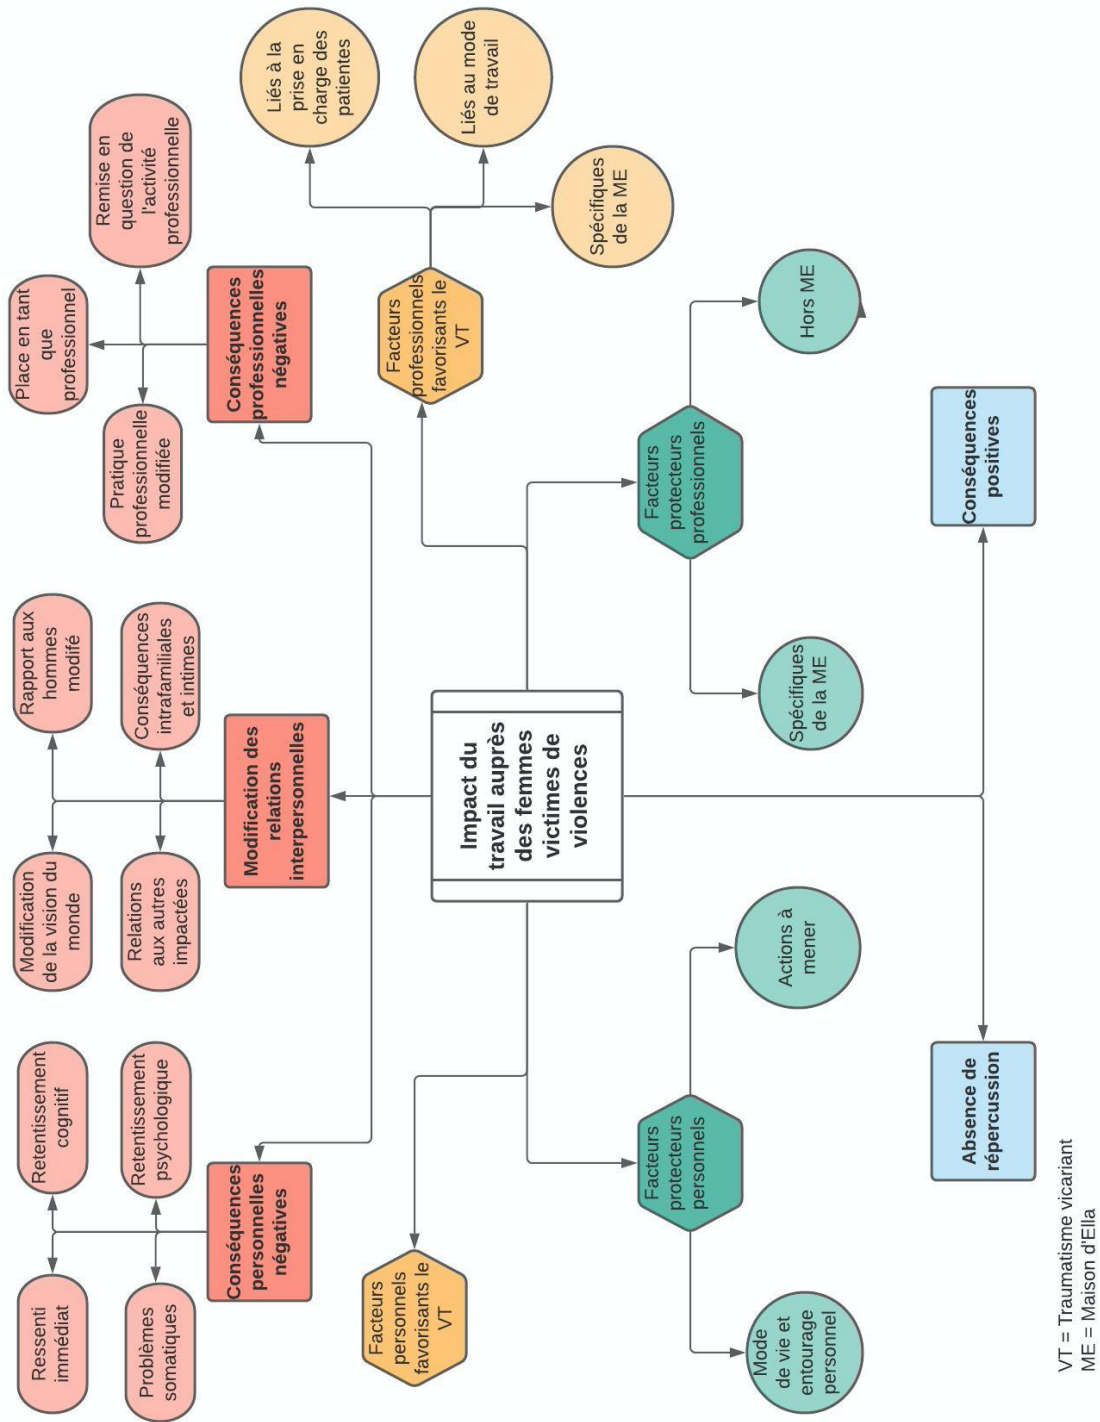 Ressenti
immédiat
Retentissement
cognitif
Problèmes
somatiques
Retentissement
psychologique
Conséquences
personnelles
négatives
Modification
de la vision du
monde
Rapport aux
hommes
modifé
Relations
aux autres
impactées
Conséquences
intrafamiliales
et intimes
Modification des
relations
interpersonnelles
Pratique
professionnelle
modifiée
Place en tant
que
professionnel
Remise en
question de
l'activité
professionnelle
Conséquences
professionnelles
négatives
Facteurs
personnels
favorisants le
VT
Impact du
travail auprès
des femmes
victimes de
violences
Facteurs
professionnels
favorisants le
VT
Liés à la
prise en
charge des
patientes
Liés au mode
de travail
Spécifiques
de la ME
Facteurs
protecteurs
personnels
Mode
de vie et
entourage
personnel
Actions à
mener
Facteurs
protecteurs
professionnels
Spécifiques
de la ME
Hors ME
Absence de
répercussion
Conséquences
positives
VT = Traumatisme vicariant
ME = Maison d'Ella